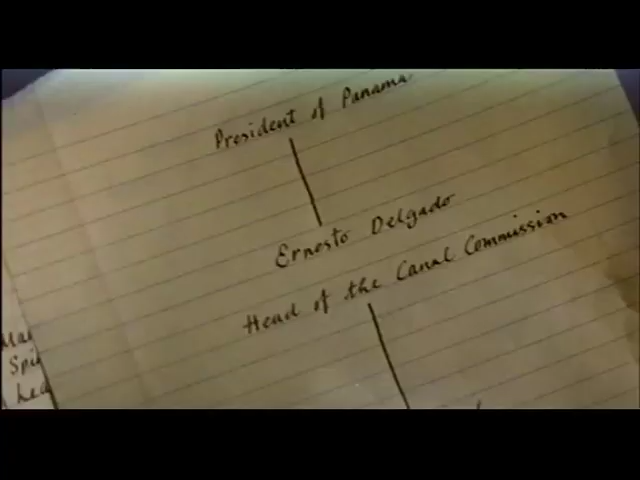 President of Panama
Ernesto Delgado
Head of the Canal Commission